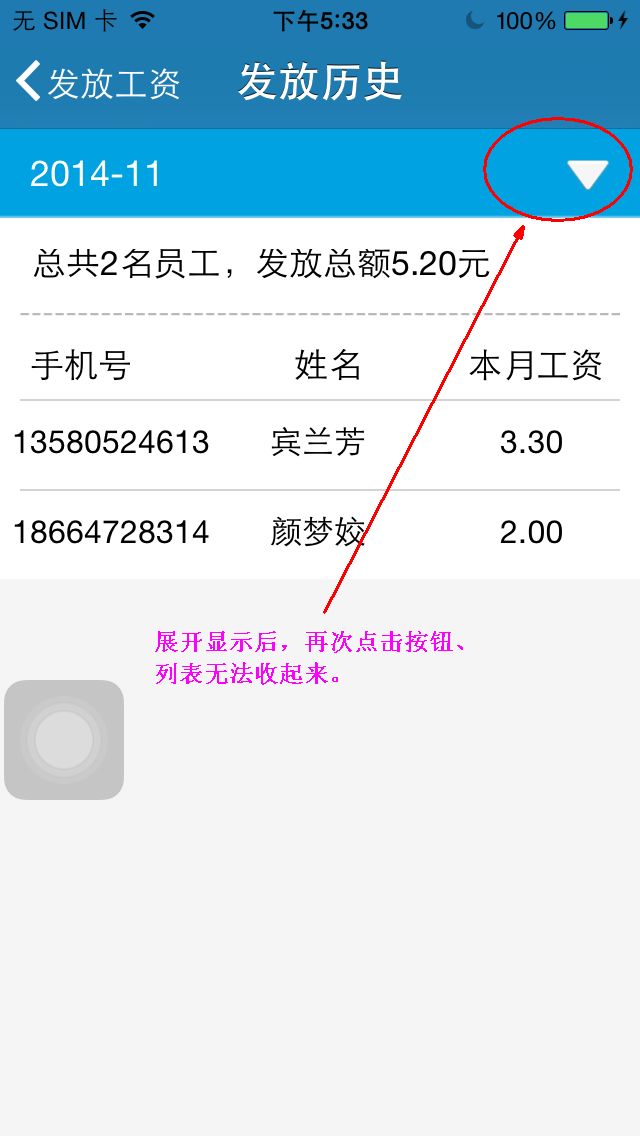 无 SIM 卡 下午5:33 100%
发放工资 发放历史
2014-11
总共2名员工，发放总额5.20元
手机号 姓名 本月工资
13580524613 宾兰芳 3.30
18664728314 颜梦姣 2.00
展开显示后，再次点击按钮、
列表无法收起来。